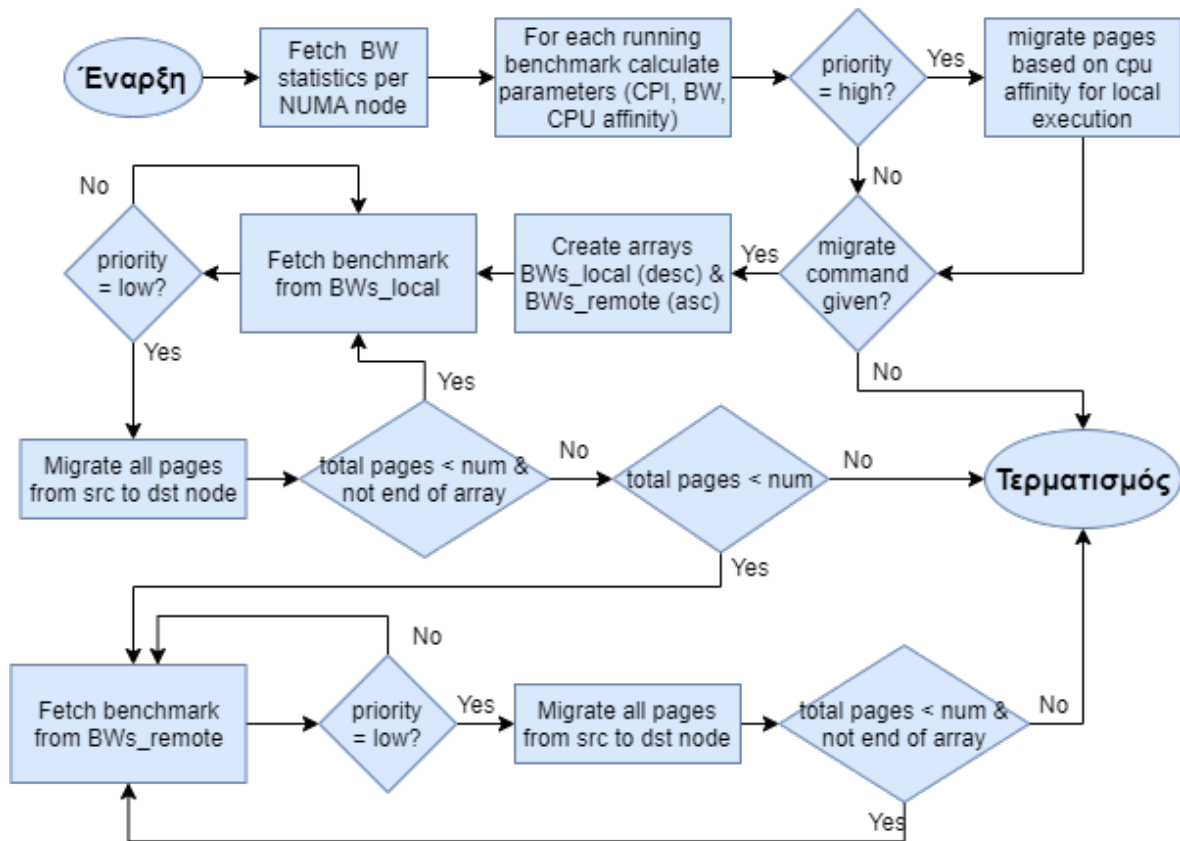 Έναρξη
Fetch BW
statistics per
NUMA node
For each running
benchmark calculate
parameters (CPI, BW,
CPU affinity)
priority
= high?
Yes
migrate pages
based on cpu
affinity for local
execution
No
No
priority
= low?
Fetch benchmark
from BWs_local
Create arrays
BWs_local (desc) &
BWs_remote (asc)
Yes
migrate
command
given?
Yes
Yes
No
Migrate all pages
from src to dst node
total pages < num &
not end of array
No
total pages < num
No
Τερματισμός
Yes
No
Fetch benchmark
from BWs_remote
priority
= low?
Yes
Migrate all pages
from src to dst node
total pages < num &
not end of array
No
Yes